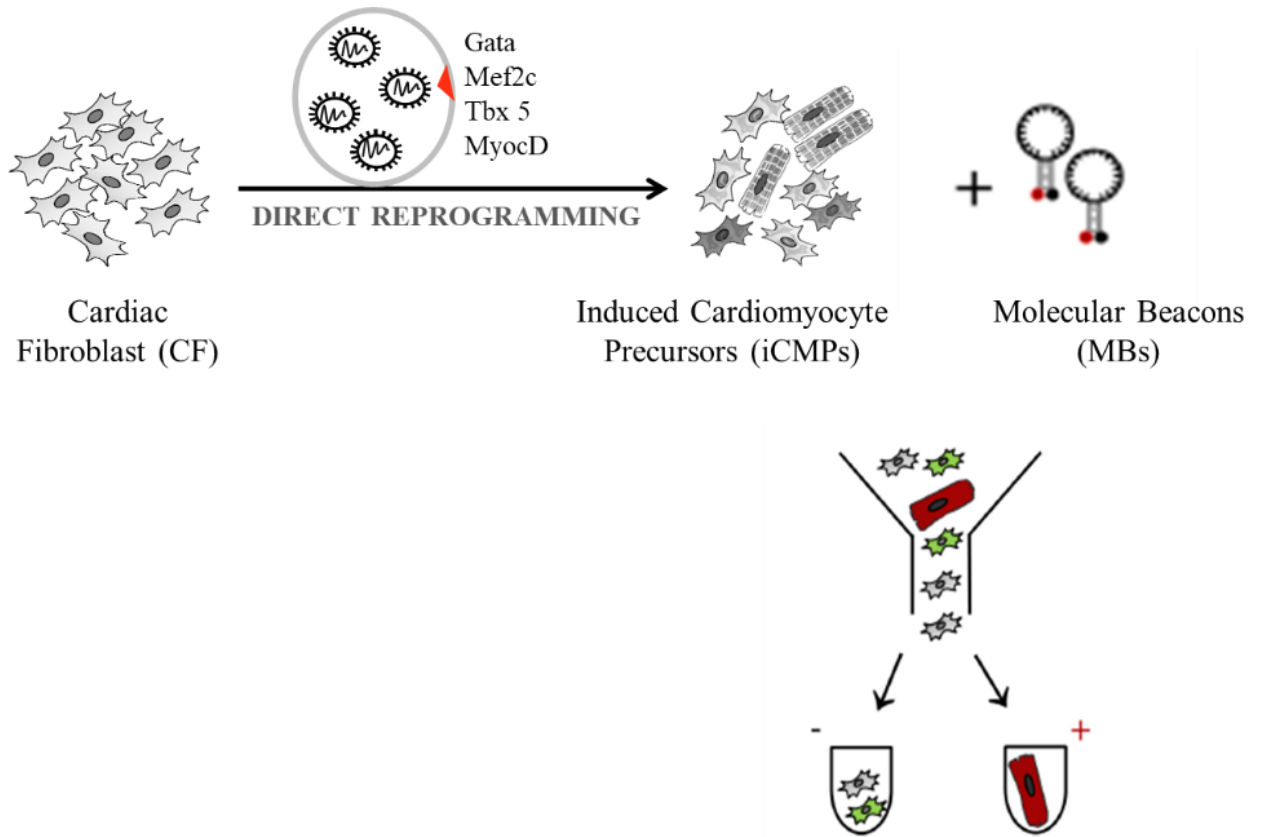 Gata
Mef2c
Tbx 5
MyocD
DIRECT REPROGRAMMING
+
Cardiac
Fibroblast (CF)
Induced Cardiomyocyte
Precursors (iCMPs)
Molecular Beacons
(MBs)
-
+